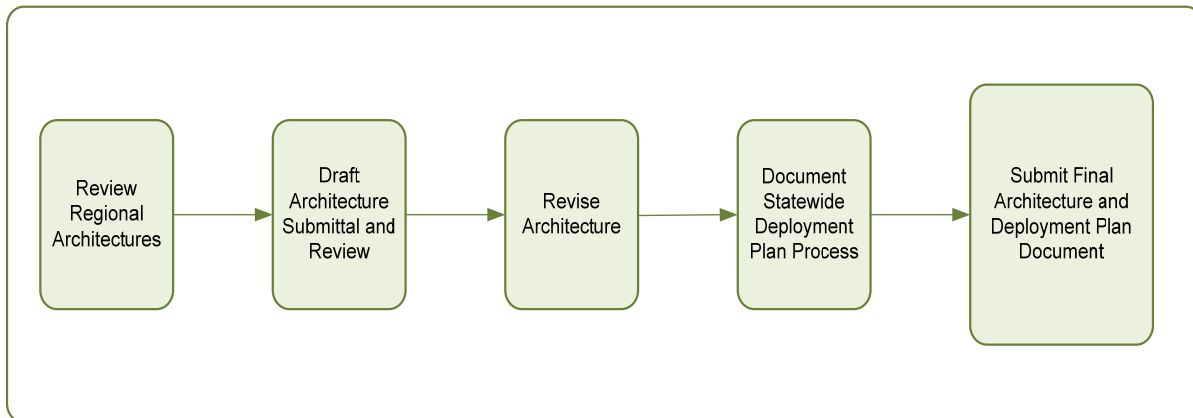 Review
Regional
Architectures
Draft
Architecture
Submittal and
Review
Revise
Architecture
Document
Statewide
Deployment
Plan Process
Submit Final
Architecture and
Deployment Plan
Document